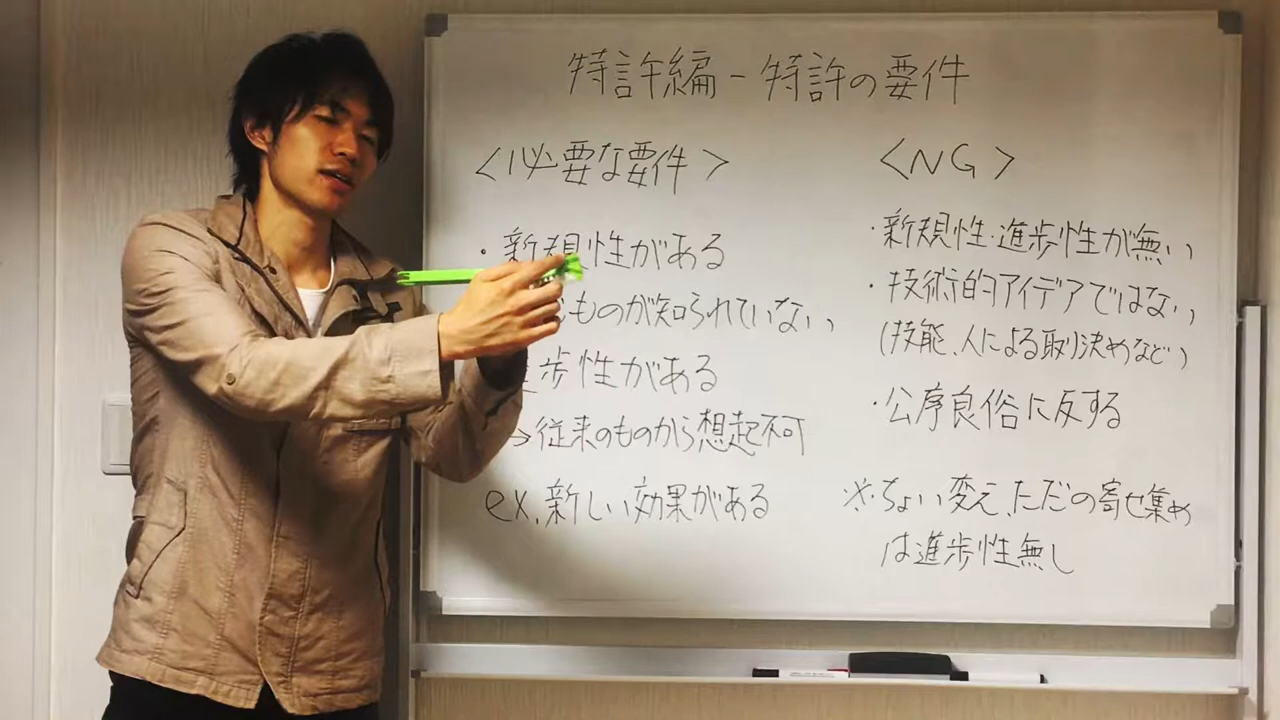 特許編-特許の要件
<必要な要件>
・新規性がある
ものが知られていない
歩性がある
→従来のものから想起不可
ex.新しい効果がある
<NG>
・新規性・進歩性が無い
・技術的アイデアではない
(技能、人による取り決めなど)
・公序良俗に反する
※・ちょい変え、ただの寄せ集め
は進歩性無し